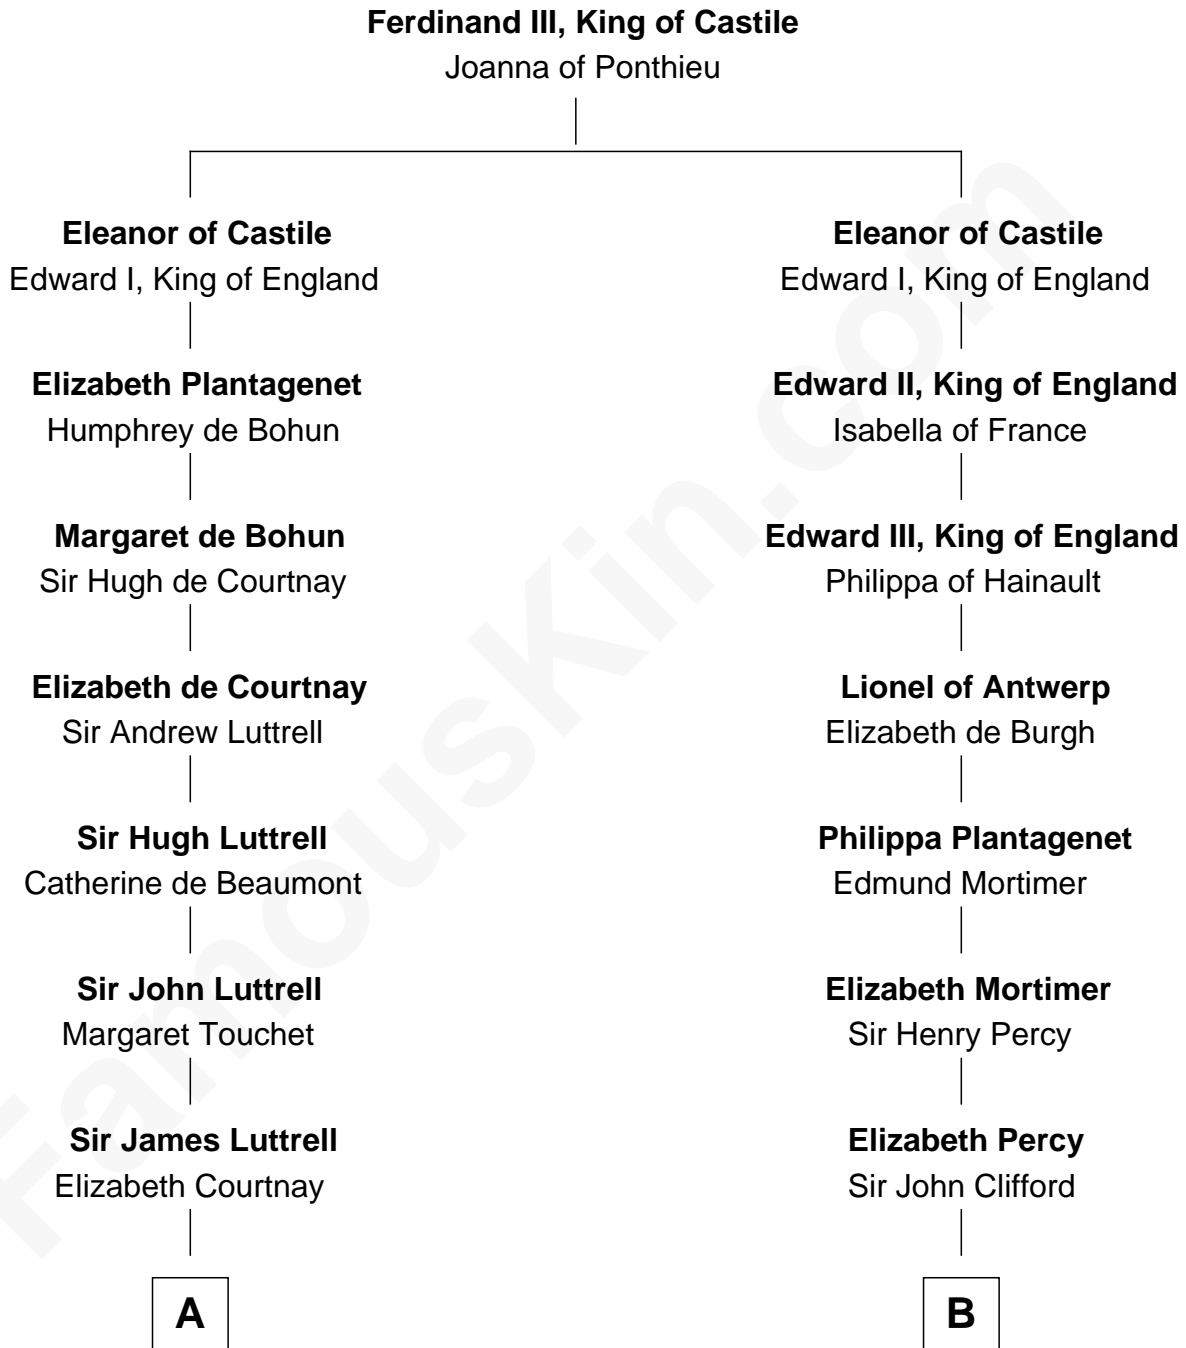 Ferdinand III, King of Castile
Joanna of Ponthieu
Eleanor of Castile
Edward I, King of England
Elizabeth Plantagenet
Humphrey de Bohun
Margaret de Bohun
Sir Hugh de Courtnay
Elizabeth de Courtnay
Sir Andrew Luttrell
Sir Hugh Luttrell
Catherine de Beaumont
Sir John Luttrell
Margaret Touchet
Sir James Luttrell
Elizabeth Courtnay
A
Eleanor of Castile
Edward I, King of England
Edward II, King of England
Isabella of France
Edward III, King of England
Philippa of Hainault
Lionel of Antwerp
Elizabeth de Burgh
Philippa Plantagenet
Edmund Mortimer
Elizabeth Mortimer
Sir Henry Percy
Elizabeth Percy
Sir John Clifford
B
FamousKin.com